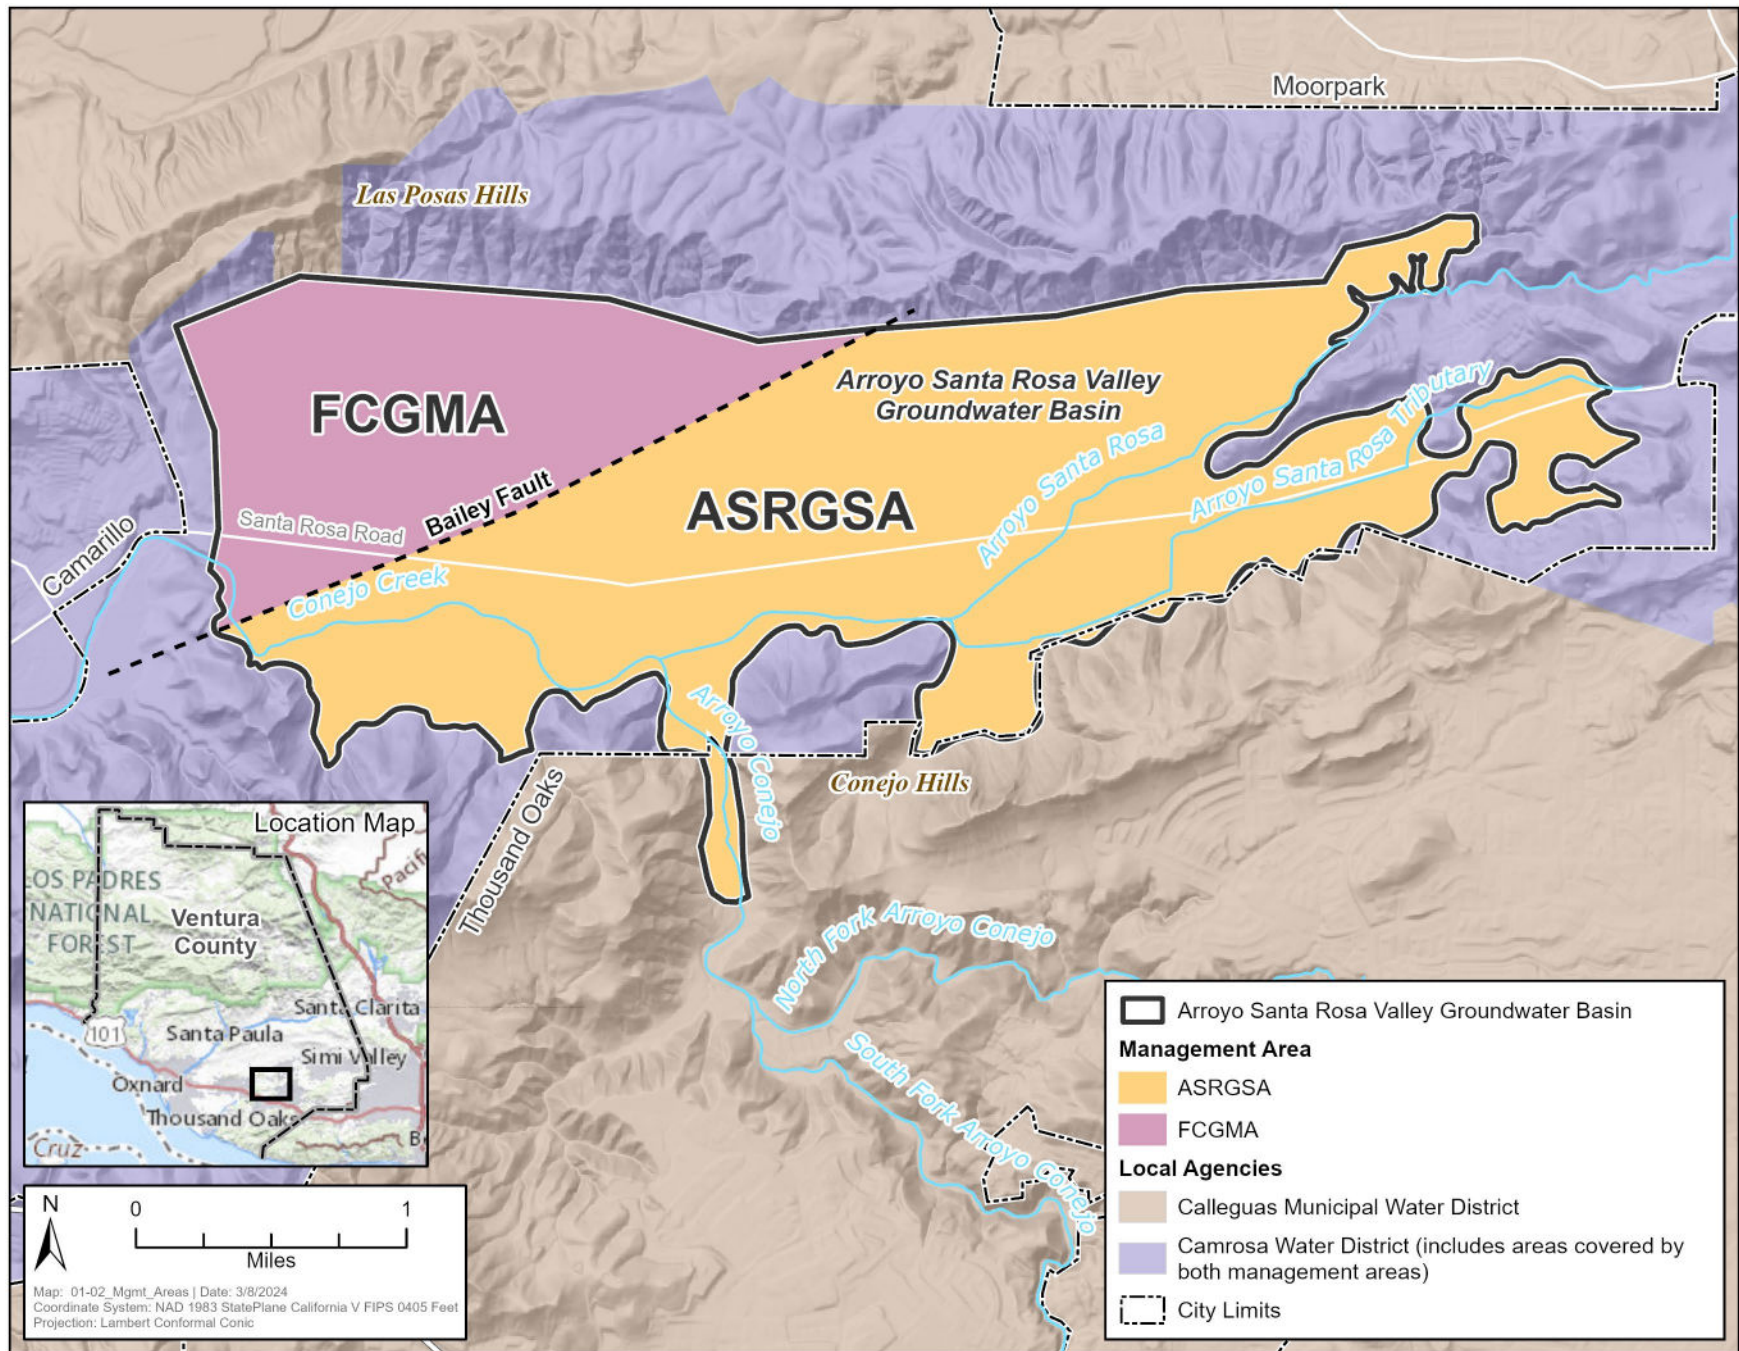 Moorpark
Las Posas Hills
Arroyo Santa Rosa Valley
Groundwater Basin
FCGMA
Arroyo Santa Rosa Tributary
Arroyo Santa Rosa
Bailey Fault
ASRGSA
Santa Rosa Road
Camarillo
Conejo Creek
Arroyo Conejo
Conejo Hills
Thousand Oaks
North Fork Arroyo Conejo
South Fork Arroyo Conejo
Location Map
LOS PADRES
NATIONAL
FOREST
Ventura
County
Pacifi
Santa Clarita
101
Santa Paula
Simi Valley
Oxnard
Thousand Oaks
Cruz
B
N
0 1
Miles
Map: 01-02_Mgmt_Areas | Date: 3/8/2024
Coordinate System: NAD 1983 StatePlane California V FIPS 0405 Feet
Projection: Lambert Conformal Conic
Arroyo Santa Rosa Valley Groundwater Basin
Management Area
ASRGSA
FCGMA
Local Agencies
Calleguas Municipal Water District
Camrosa Water District (includes areas covered by
both management areas)
City Limits